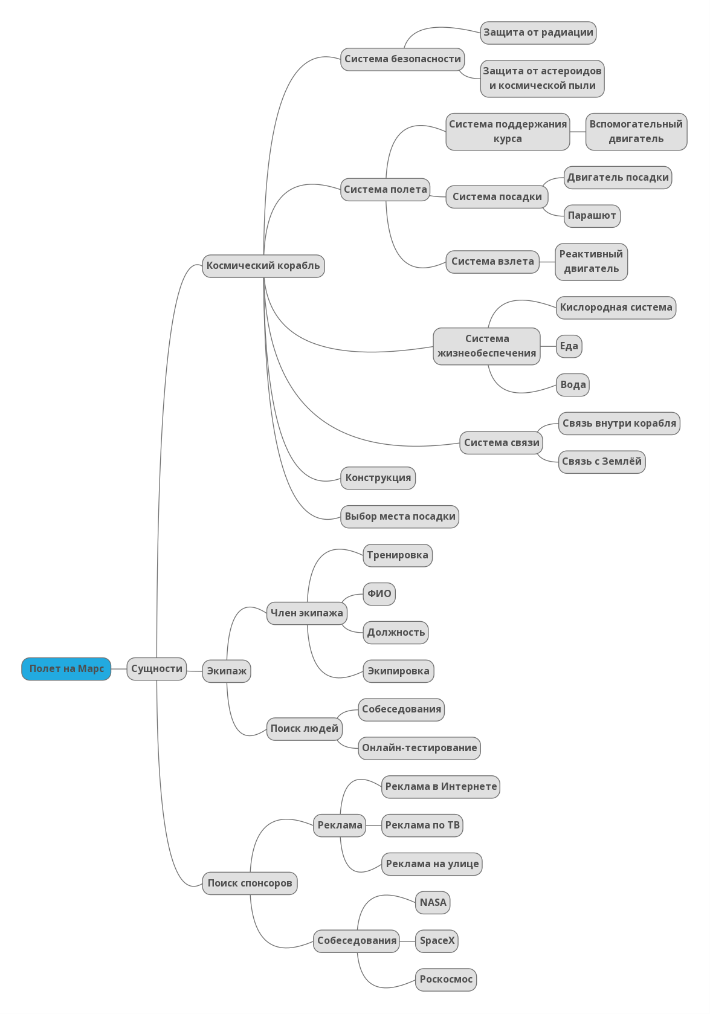 Защита от радиации
Система безопасности
Защита от астероидов
и космической пыли
Система поддержания
курса
Вспомогательный
двигатель
Двигатель посадки
Система полета
Система посадки
Парашют
Система взлета
Реактивный
двигатель
Космический корабль
Кислородная система
Система
жизнеобеспечения
Еда
Вода
Связь внутри корабля
Система связи
Связь с Землёй
Конструкция
Выбор места посадки
Тренировка
ФИО
Член экипажа
Должность
Полет на Марс
Сущности
Экипаж
Экипировка
Собеседования
Поиск людей
Онлайн-тестирование
Реклама в Интернете
Реклама
Реклама по ТВ
Реклама на улице
Поиск спонсоров
NASA
Собеседования
SpaceX
Роскосмос